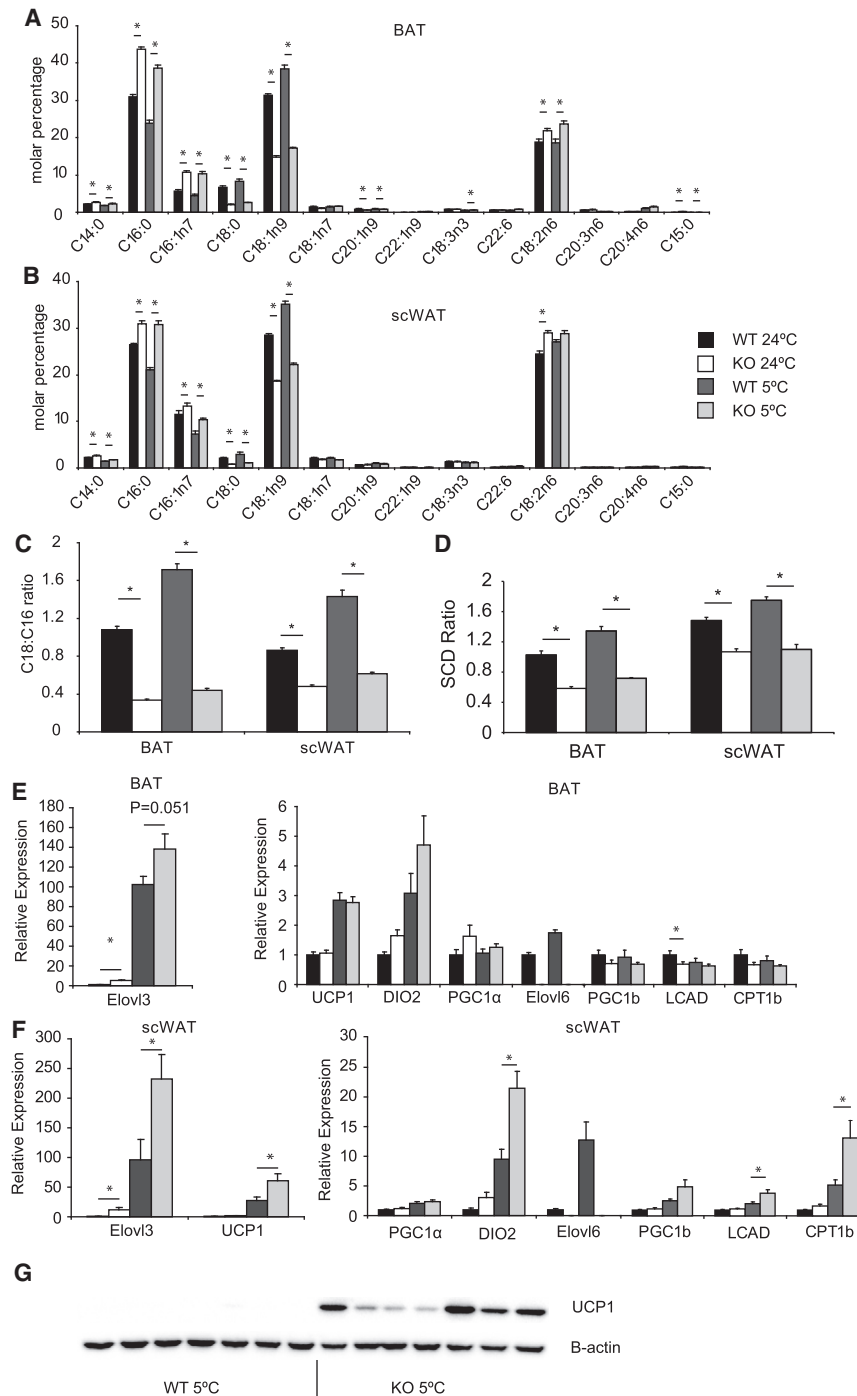 A
BAT
molar percentage
50
40
30
20
10
0
* * * * * * * * * * * * * * * * *
C14:0 C16:0 C16:1n7 C18:0 C18:1n9 C18:1n7 C20:1n9 C22:1n9 C18:3n3 C22:6 C18:2n6 C20:3n6 C20:4n6 C15:0
B
scWAT
molar percentage
40
30
20
10
0
* * * * * * * * * * *
C14:0 C16:0 C16:1n7 C18:0 C18:1n9 C18:1n7 C20:1n9 C22:1n9 C18:3n3 C22:6 C18:2n6 C20:3n6 C20:4n6 C15:0
WT 24ºC
KO 24ºC
WT 5ºC
KO 5ºC
C
C18:C16 ratio
2
1.6
1.2
0.8
0.4
0
* * * *
BAT scWAT
D
SCD Ratio
2
1.6
1.2
0.8
0.4
0
* * * *
BAT scWAT
E
BAT
P=0.051
Relative Expression
180
160
140
120
100
80
60
40
20
0
*
Elovl3
BAT
Relative Expression
6
5
4
3
2
1
0
*
UCP1 DIO2 PGC1α Elovl6 PGC1b LCAD CPT1b
F
scWAT
Relative Expression
300
250
200
150
100
50
0
* * *
Elovl3 UCP1
scWAT
Relative Expression
30
25
20
15
10
5
0
* * *
PGC1α DIO2 Elovl6 PGC1b LCAD CPT1b
G
UCP1
B-actin
WT 5ºC KO 5ºC